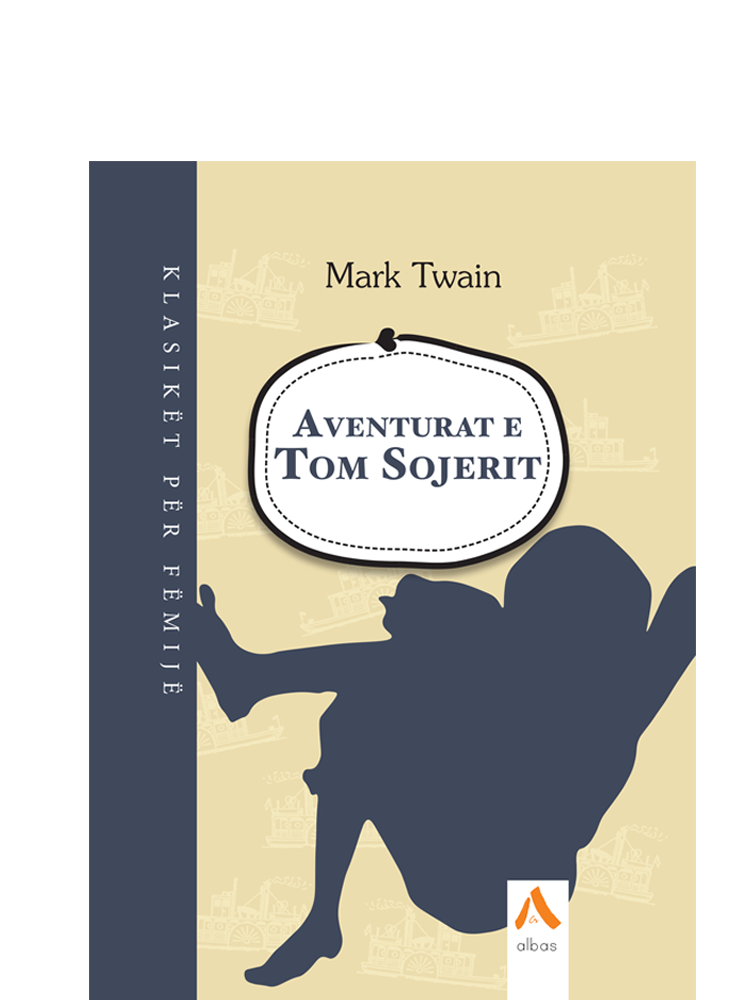 Mark Twain
AVENTURAT E
TOM SOJERIT
KLASIKËT PËR FËMIJË
albas